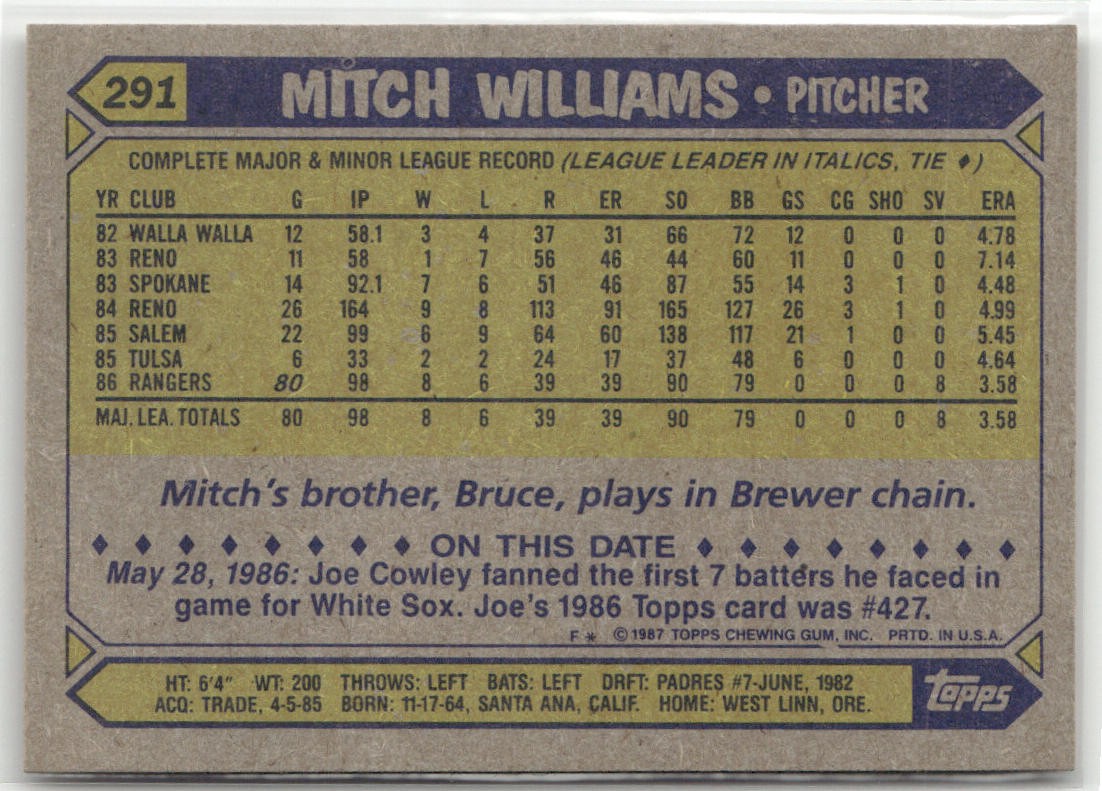 291 MITCH WILLIAMS • PITCHER
COMPLETE MAJOR & MINOR LEAGUE RECORD (LEAGUE LEADER IN ITALICS, TIE ♦)
YR CLUB G IP W L R ER SO BB GS CG SHO SV ERA
82 WALLA WALLA 12 58.1 3 4 37 31 66 72 12 0 0 0 4.78
83 RENO 11 58 1 7 56 46 44 60 11 0 0 0 7.14
83 SPOKANE 14 92.1 7 6 51 46 87 55 14 3 1 0 4.48
84 RENO 26 164 9 8 113 91 165 127 26 3 1 0 4.99
85 SALEM 22 99 6 9 64 60 138 117 21 1 0 0 5.45
85 TULSA 6 33 2 2 24 17 37 48 6 0 0 0 4.64
86 RANGERS 80 98 8 6 39 39 90 79 0 0 0 8 3.58
MAJ. LEA. TOTALS 80 98 8 6 39 39 90 79 0 0 0 8 3.58
Mitch's brother, Bruce, plays in Brewer chain.
♦ ♦ ♦ ♦ ♦ ♦ ♦ ♦ ON THIS DATE ♦ ♦ ♦ ♦ ♦ ♦ ♦ ♦
May 28, 1986: Joe Cowley fanned the first 7 batters he faced in
game for White Sox. Joe's 1986 Topps card was #427.
F * © 1987 TOPPS CHEWING GUM, INC. PRTD. IN U.S.A.
HT: 6'4" WT: 200 THROWS: LEFT BATS: LEFT DRFT: PADRES #7-JUNE, 1982
ACQ: TRADE, 4-5-85 BORN: 11-17-64, SANTA ANA, CALIF. HOME: WEST LINN, ORE.
topps